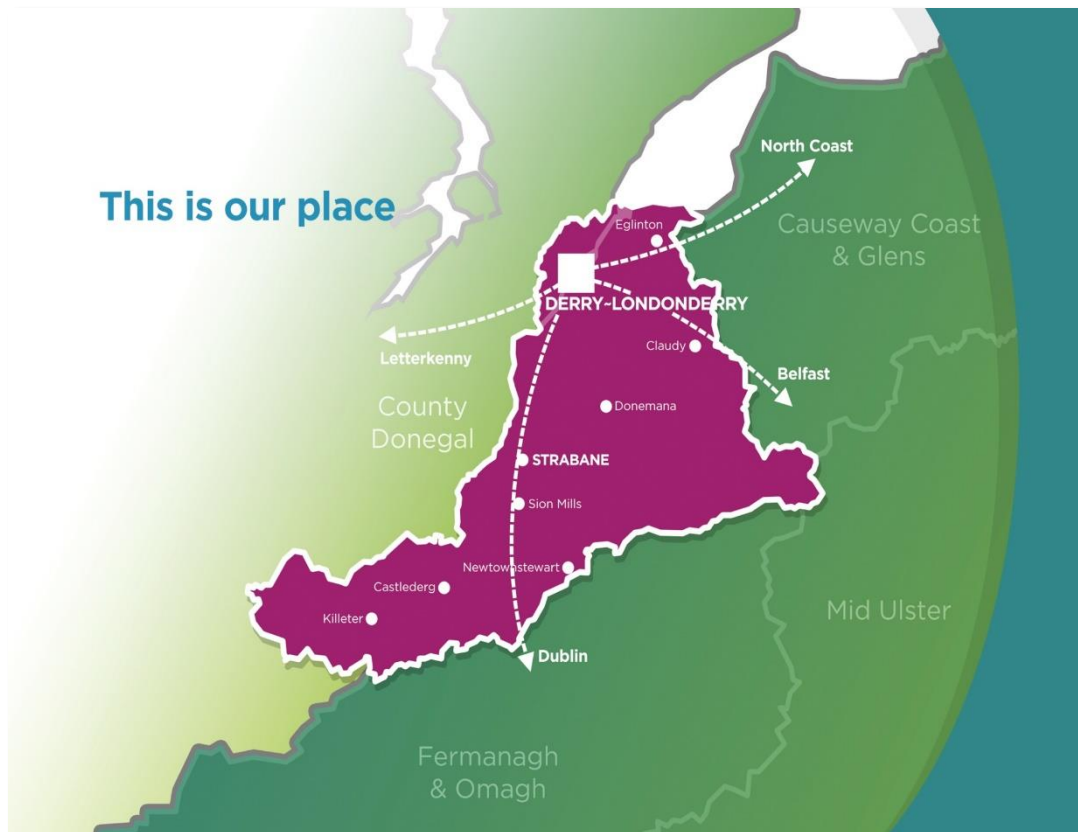 North Coast
This is our place
Eglinton
Causeway Coast
& Glens
DERRY~LONDONDERRY
Letterkenny
Claudy
Belfast
County
Donegal
Donemana
STRABANE
Sion Mills
Newtownstewart
Castlederg
Killeter
Mid Ulster
Dublin
Fermanagh
& Omagh